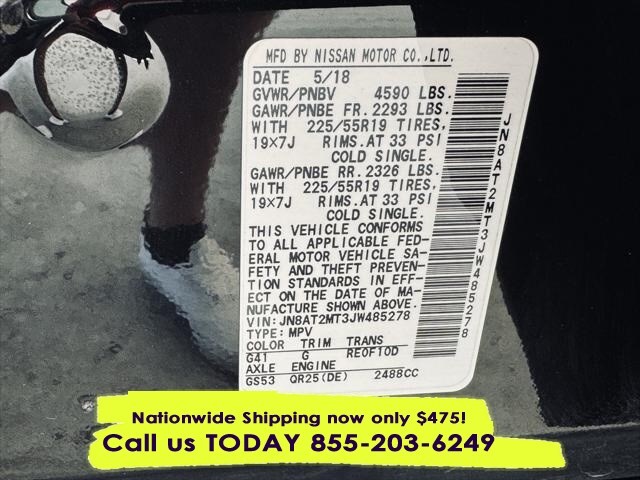 MFD BY NISSAN MOTOR CO.,LTD.
DATE 5/18
GVWR/PNBV 4590 LBS.
GAWR/PNBE FR. 2293 LBS.
WITH 225/55R19 TIRES,
19×7J RIMS.AT 33 PSI
COLD SINGLE.
GAWR/PNBE RR. 2326 LBS.
WITH 225/55R19 TIRES,
19×7J RIMS.AT 33 PSI
COLD SINGLE.
THIS VEHICLE CONFORMS
TO ALL APPLICABLE FED-
ERAL MOTOR VEHICLE SA-
FETY AND THEFT PREVEN-
TION STANDARDS IN EFF-
ECT ON THE DATE OF MA-
NUFACTURE SHOWN ABOVE.
VIN:JN8AT2MT3JW485278
TYPE:MPV
COLOR TRIM TRANS
G41 G RE0F10D
AXLE ENGINE
GS53 QR25(DE) 2488CC
JN8AT2MT3JW485278
Nationwide Shipping now only $475!
Call us TODAY 855-203-6249